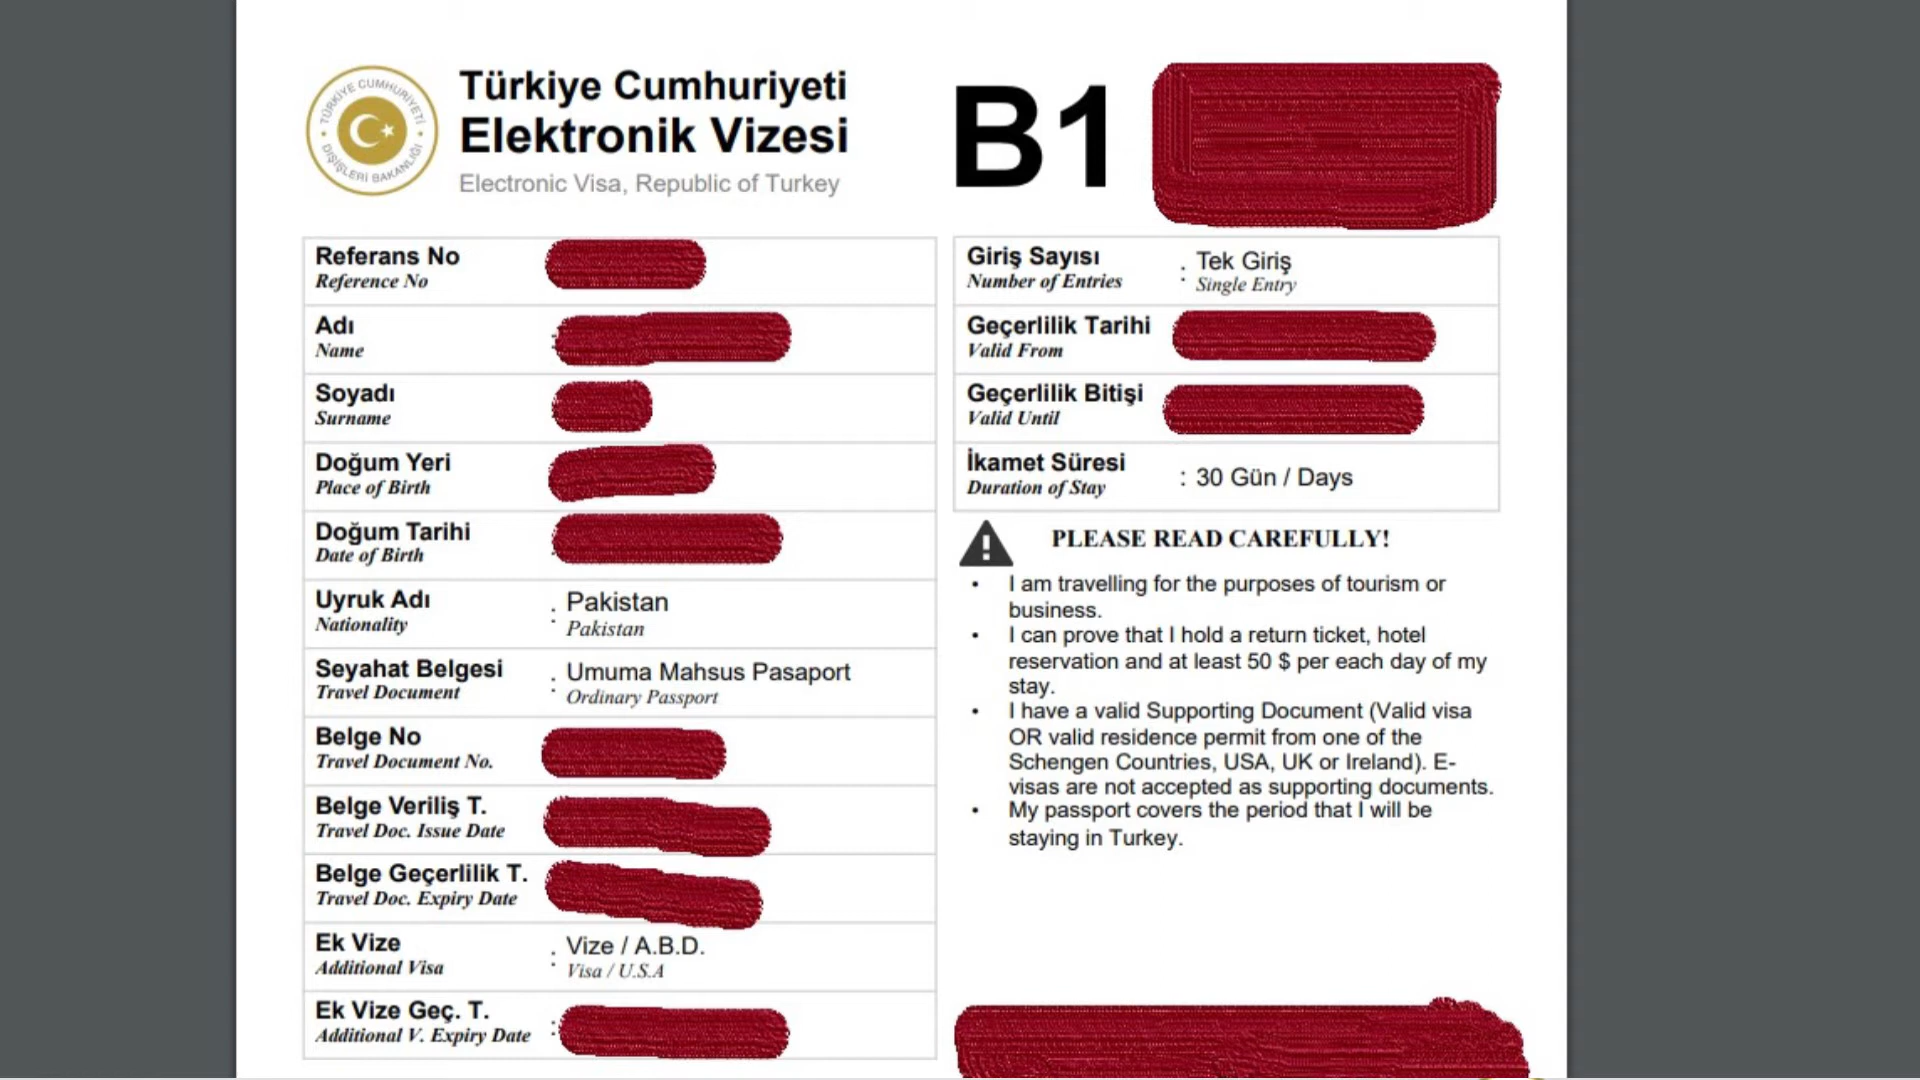 TÜRKİYE CUMHURİYETİ
DIŞİŞLERİ BAKANLIĞI
Türkiye Cumhuriyeti
Elektronik Vizesi
Electronic Visa, Republic of Turkey
B1
Referans No
Reference No
Adı
Name
:
Soyadı
Surname
Doğum Yeri
Place of Birth
Doğum Tarihi
Date of Birth
Uyruk Adı
Nationality
: Pakistan
Pakistan
Seyahat Belgesi
Travel Document
: Umuma Mahsus Pasaport
Ordinary Passport
Belge No
Travel Document No.
Belge Veriliş T.
Travel Doc. Issue Date
Belge Geçerlilik T.
Travel Doc. Expiry Date
Ek Vize
Additional Visa
: Vize / A.B.D.
Visa / U.S.A
Ek Vize Geç. T.
Additional V. Expiry Date
:
Giriş Sayısı
Number of Entries
: Tek Giriş
Single Entry
Geçerlilik Tarihi
Valid From
Geçerlilik Bitişi
Valid Until
İkamet Süresi
Duration of Stay
: 30 Gün / Days
PLEASE READ CAREFULLY!
• I am travelling for the purposes of tourism or
business.
• I can prove that I hold a return ticket, hotel
reservation and at least 50 $ per each day of my
stay.
• I have a valid Supporting Document (Valid visa
OR valid residence permit from one of the
Schengen Countries, USA, UK or Ireland). E-
visas are not accepted as supporting documents.
• My passport covers the period that I will be
staying in Turkey.